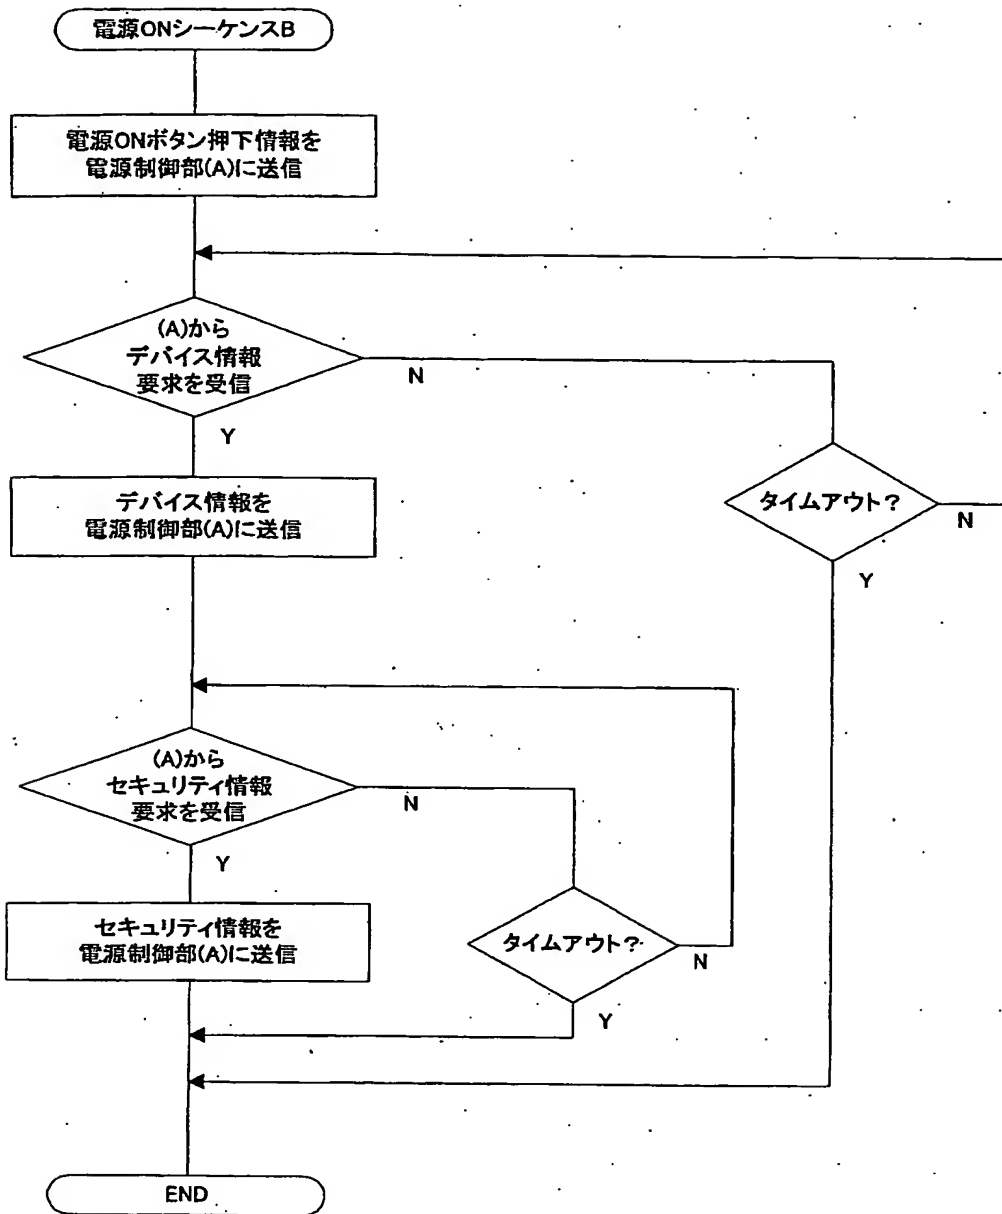 電源ONシーケンスB
電源ONボタン押下情報を
電源制御部(A)に送信
(A)から
デバイス情報
要求を受信
N
Y
デバイス情報を
電源制御部(A)に送信
タイムアウト？
N
Y
(A)から
セキュリティ情報
要求を受信
N
Y
セキュリティ情報を
電源制御部(A)に送信
タイムアウト？
N
Y
END